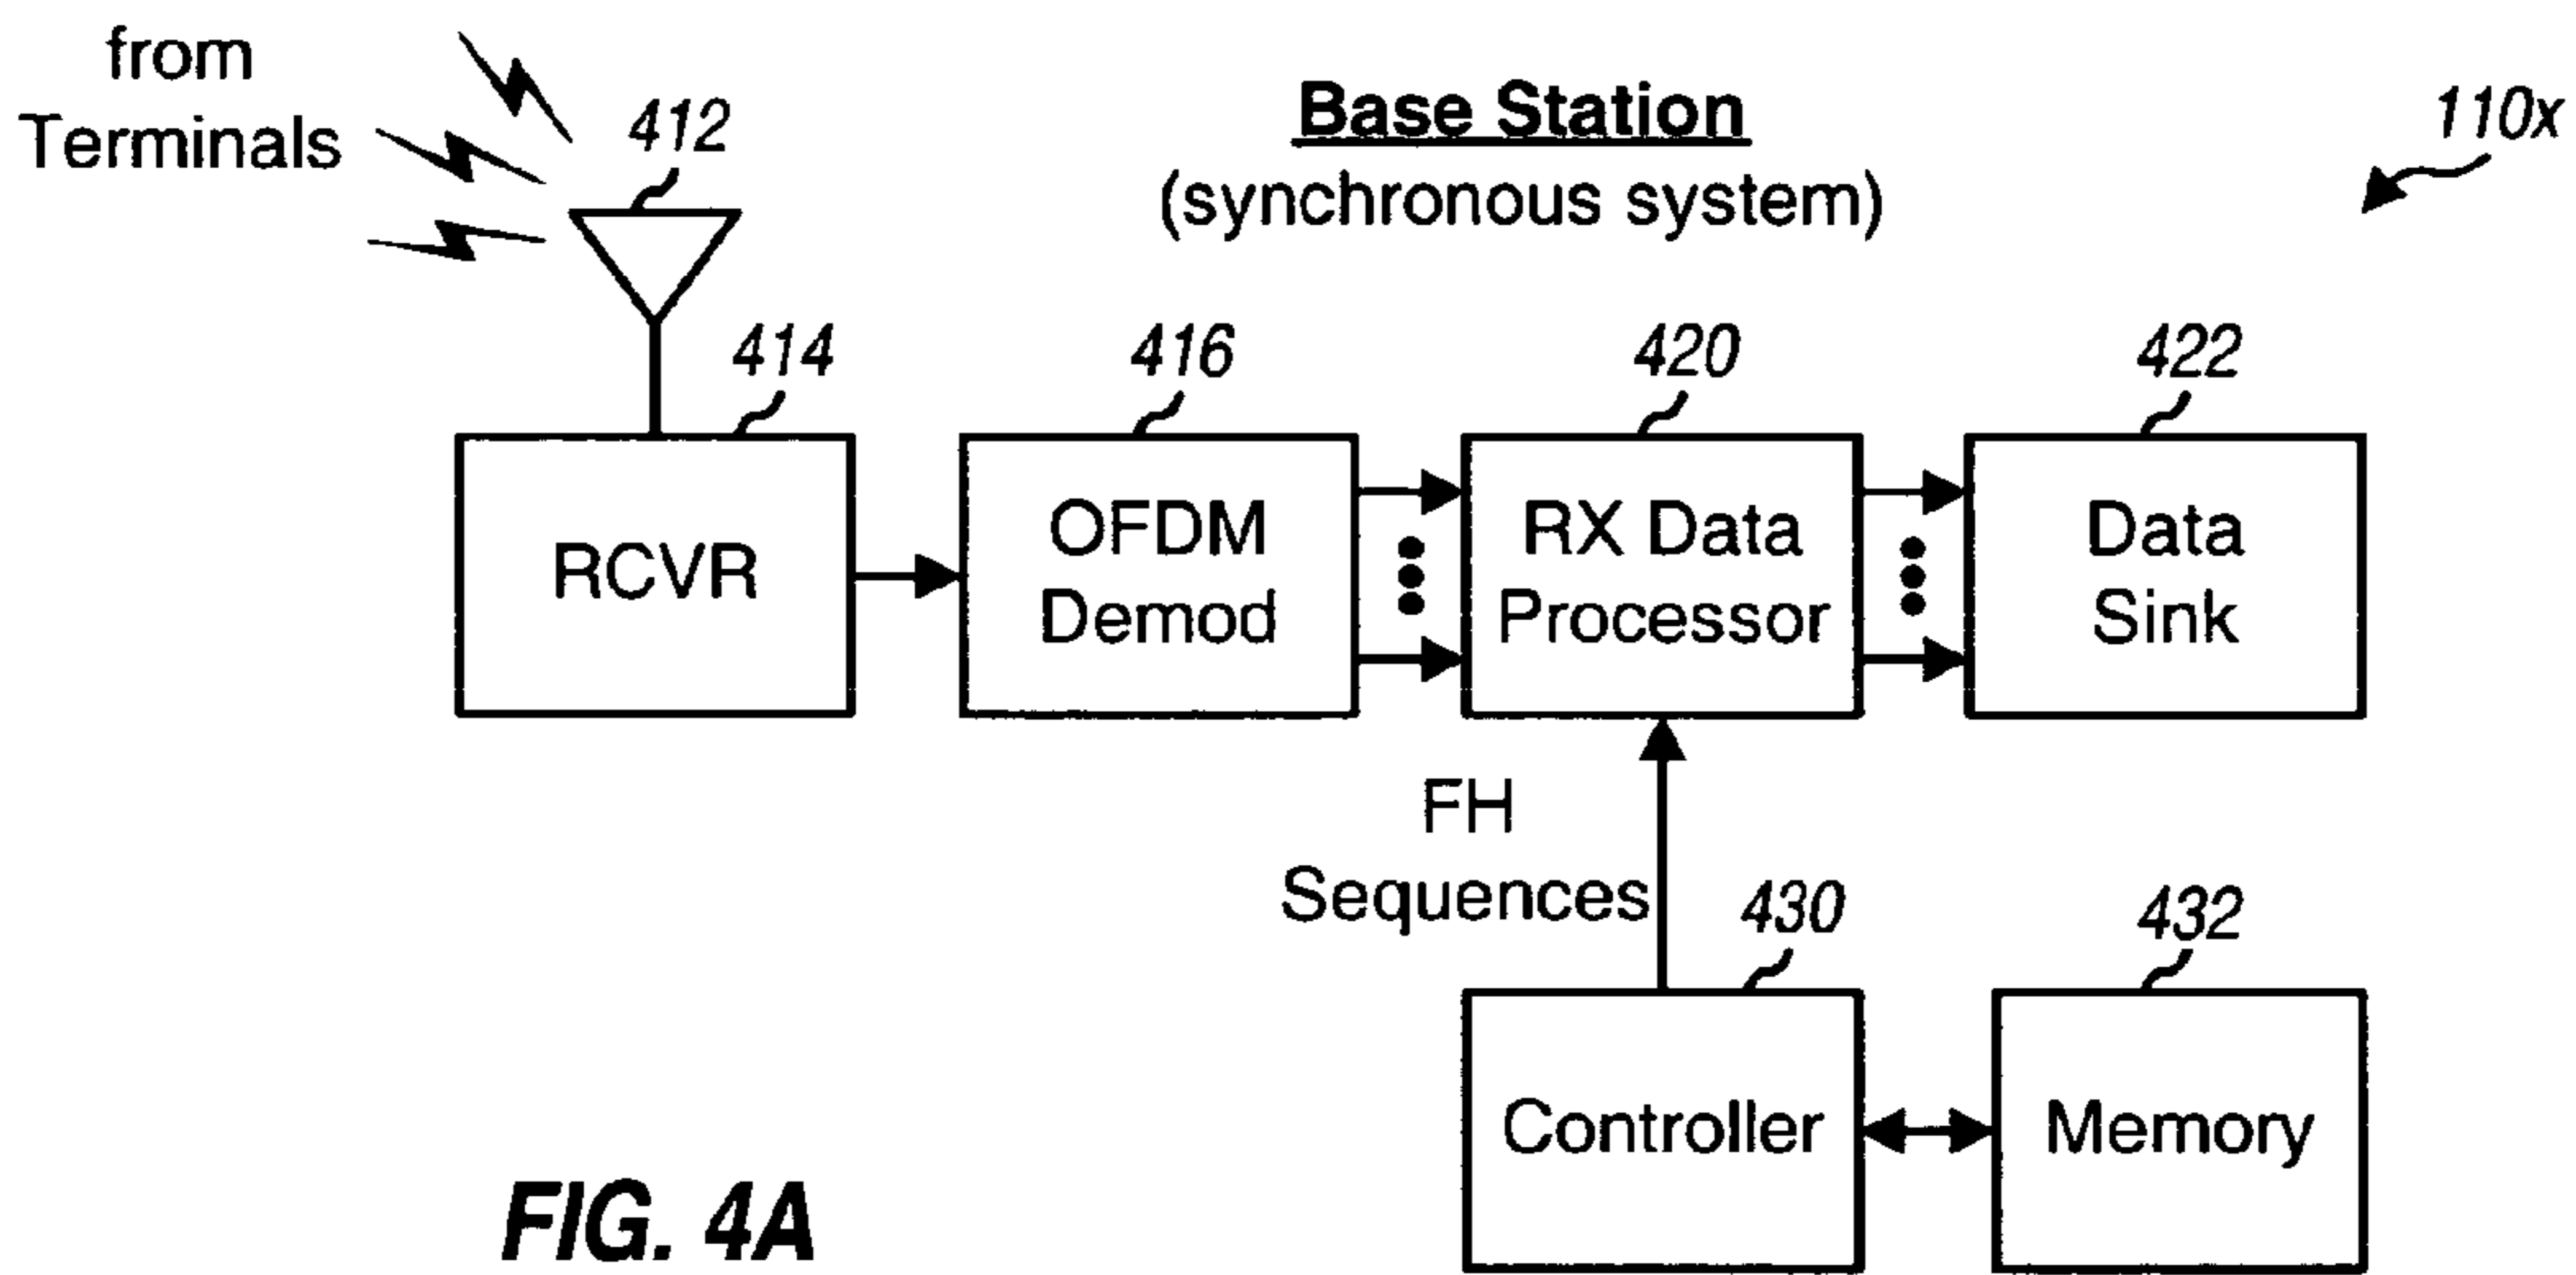 from
Terminals
412
Base Station
(synchronous system)
110x
414
416
420
422
RCVR
OFDM
Demod
RX Data
Processor
Data
Sink
FH
Sequences
430
432
Controller
Memory
FIG. 4A